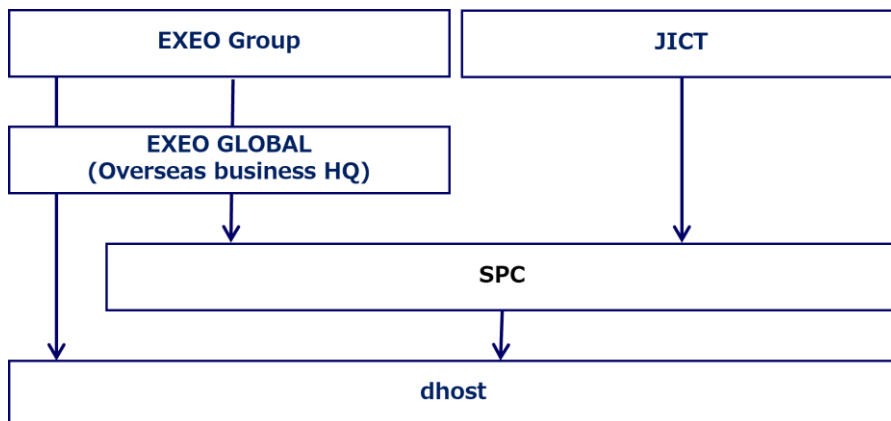 EXEO Group
JICT
EXEO GLOBAL
(Overseas business HQ)
SPC
dhost